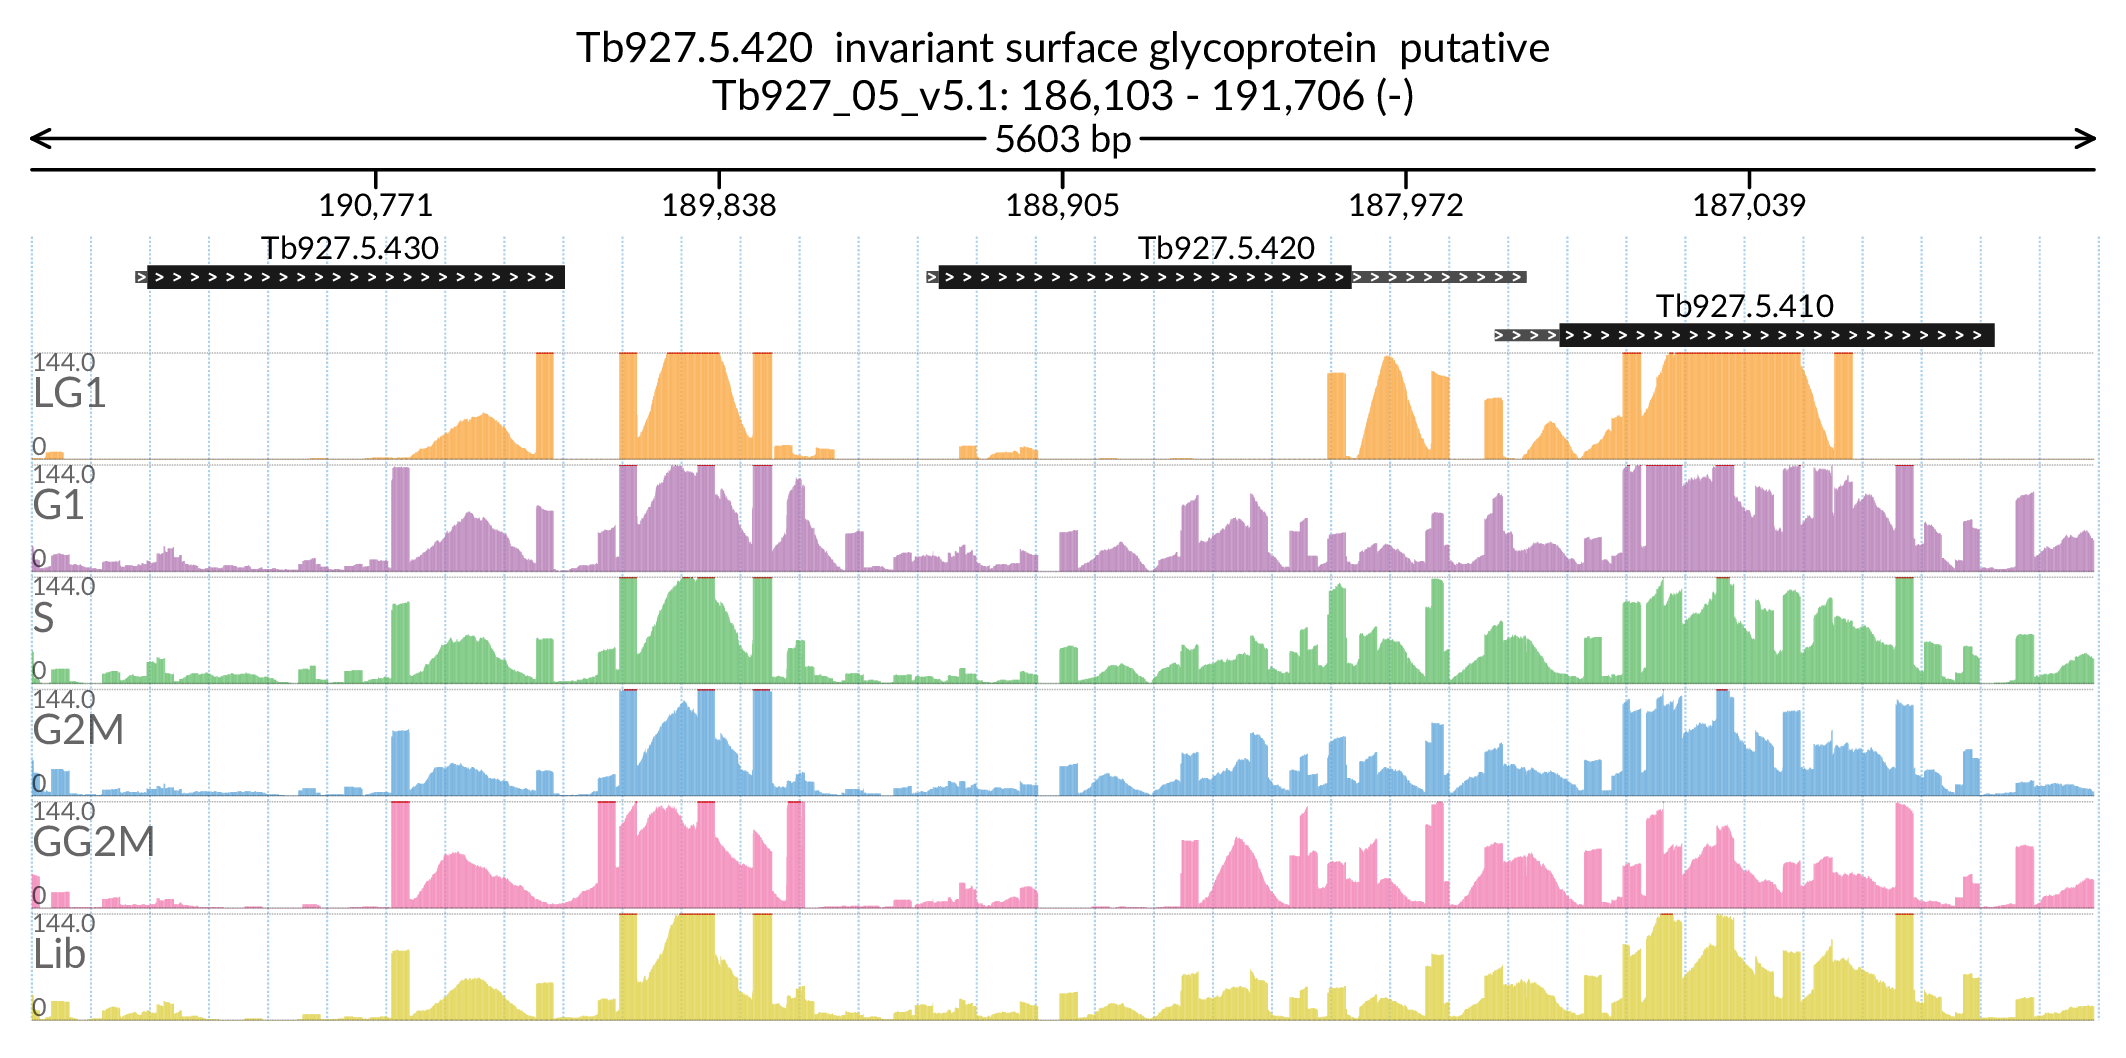 Tb927.5.420  invariant surface glycoprotein  putative
Tb927_05_v5.1: 186,103 - 191,706 (-)
5603 bp
190,771 189,838 188,905 187,972 187,039
Tb927.5.430 Tb927.5.420
Tb927.5.410
144.0
LG1
0
144.0
G1
0
144.0
S
0
144.0
G2M
0
144.0
GG2M
0
144.0
Lib
0